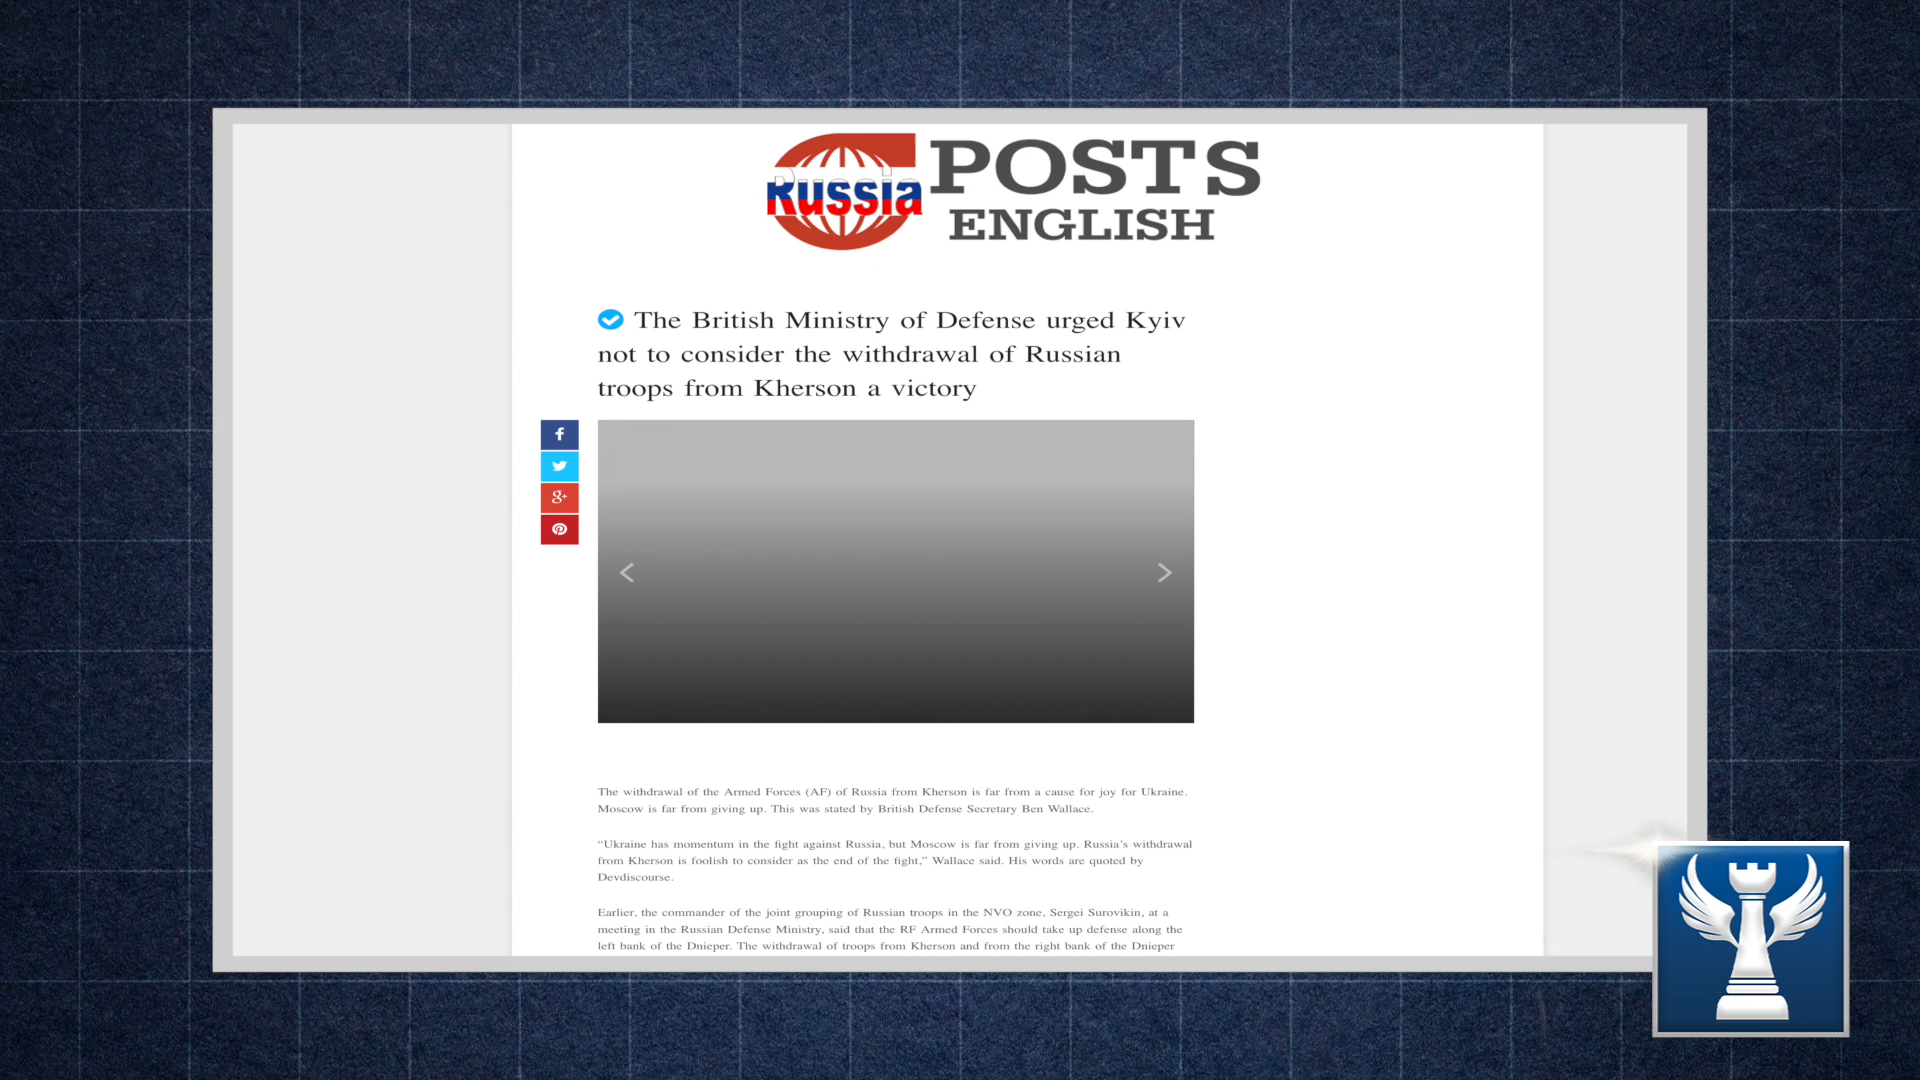 Russia POSTS
ENGLISH
The British Ministry of Defense urged Kyiv
not to consider the withdrawal of Russian
troops from Kherson a victory
f
g+
The withdrawal of the Armed Forces (AF) of Russia from Kherson is far from a cause for joy for Ukraine.
Moscow is far from giving up. This was stated by British Defense Secretary Ben Wallace.
“Ukraine has momentum in the fight against Russia, but Moscow is far from giving up. Russia’s withdrawal
from Kherson is foolish to consider as the end of the fight,” Wallace said. His words are quoted by
Devdiscourse.
Earlier, the commander of the joint grouping of Russian troops in the NVO zone, Sergei Surovikin, at a
meeting in the Russian Defense Ministry, said that the RF Armed Forces should take up defense along the
left bank of the Dnieper. The withdrawal of troops from Kherson and from the right bank of the Dnieper